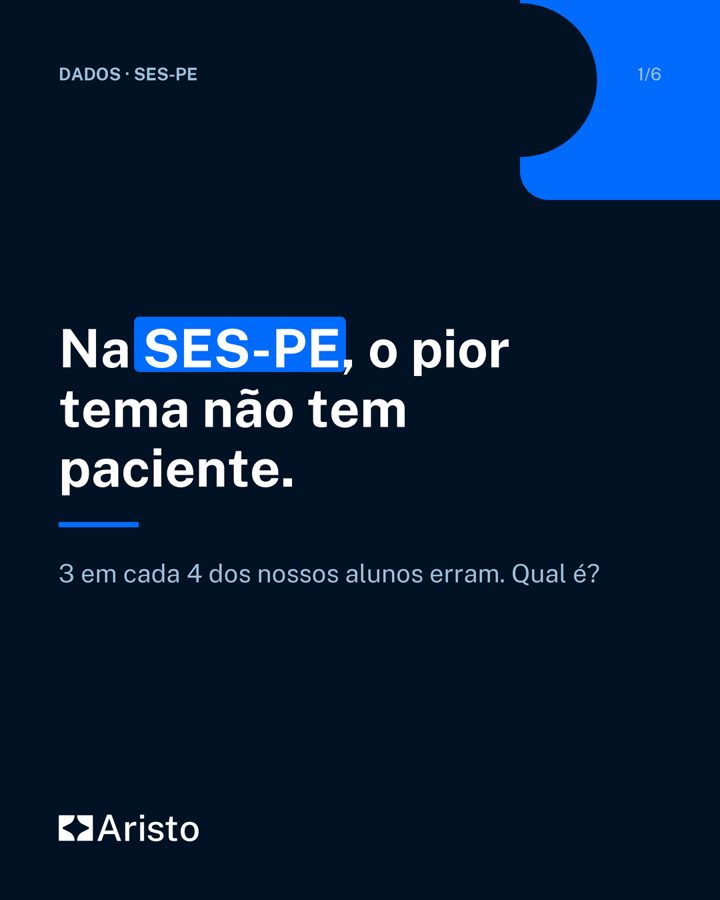 DADOS · SES-PE
1/6
Na SES-PE, o pior
tema não tem
paciente.
3 em cada 4 dos nossos alunos erram. Qual é?
Aristo